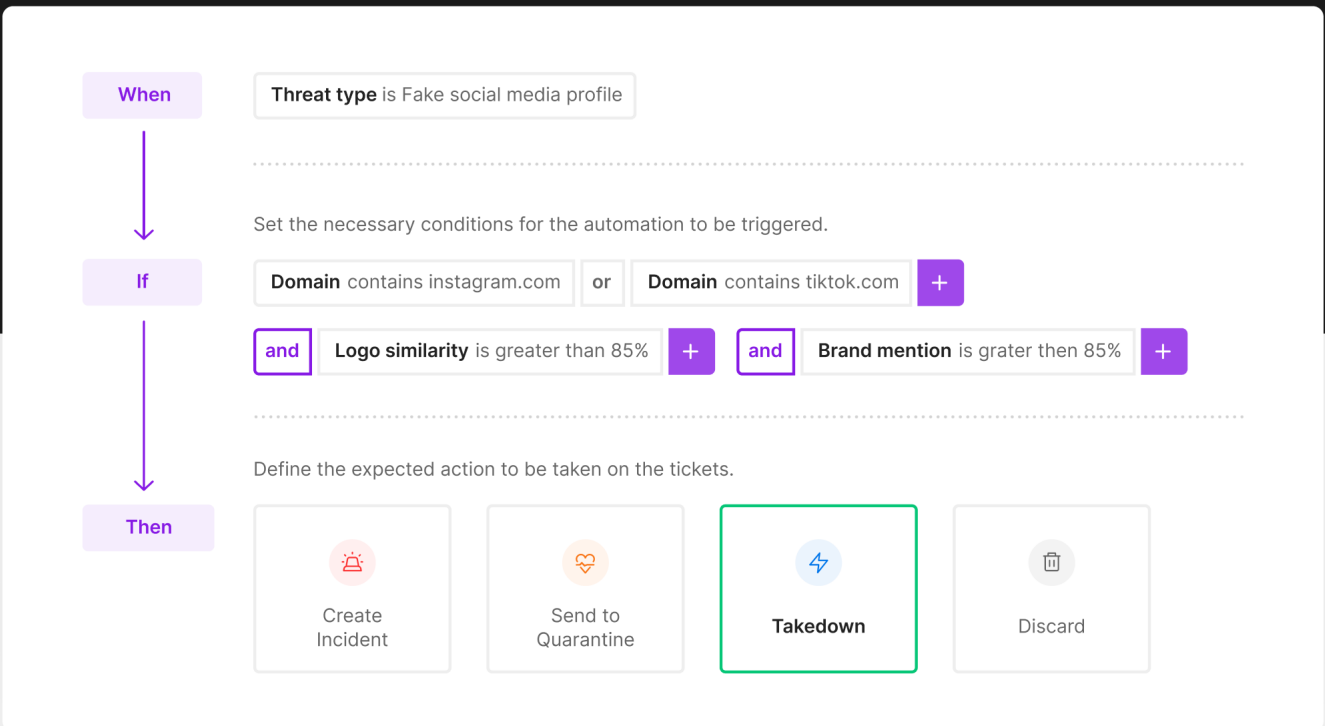 When
Threat type is Fake social media profile
Set the necessary conditions for the automation to be triggered.
If
Domain contains instagram.com or Domain contains tiktok.com +
and Logo similarity is greater than 85% + and Brand mention is grater then 85% +
Define the expected action to be taken on the tickets.
Then
Create
Incident
Send to
Quarantine
Takedown
Discard